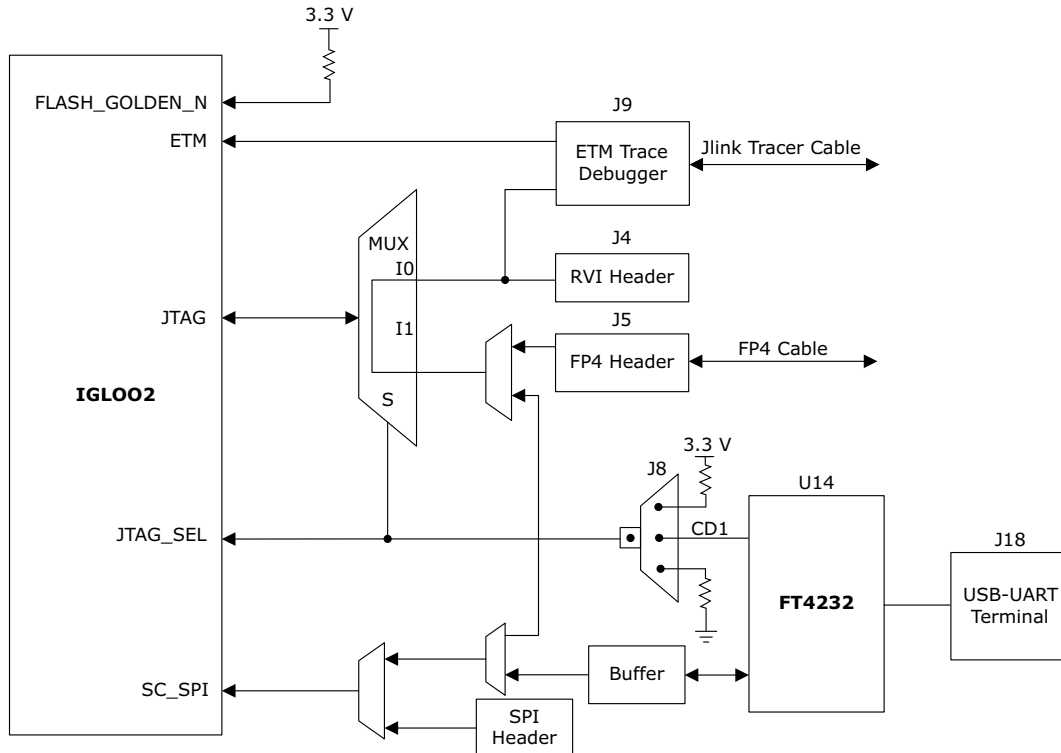 3.3 V
FLASH_GOLDEN_N
J9
ETM
ETM Trace
Debugger
Jlink Tracer Cable
MUX
I0
J4
RVI Header
JTAG
I1
J5
FP4 Header
FP4 Cable
IGLOO2
S
3.3 V
J8
U14
JTAG_SEL
CD1
J18
FT4232
USB-UART
Terminal
Buffer
SC_SPI
SPI
Header